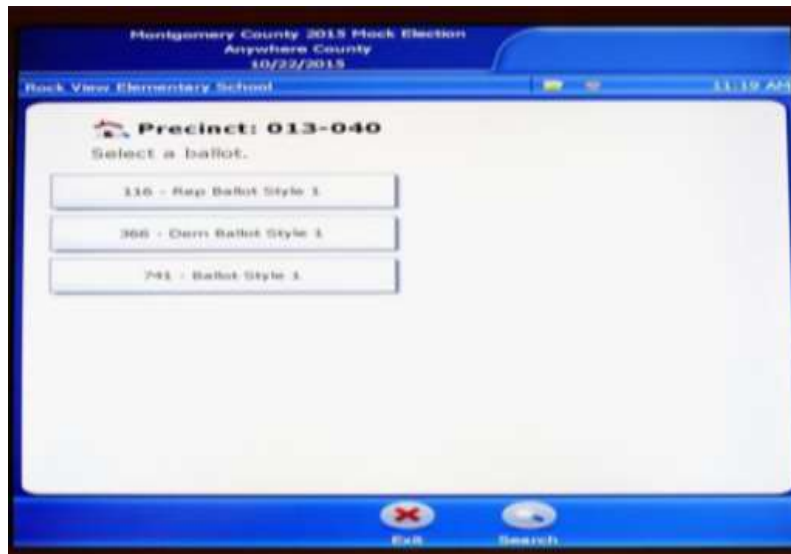 Montgomery County 2015 Mock Election
Anywhere County
10/22/2015
Rock View Elementary School 11:19 AM
Precinct: 013-040
Select a ballot.
116 - Rep Ballot Style 1
366 - Dem Ballot Style 1
741 - Ballot Style 1
Exit Search